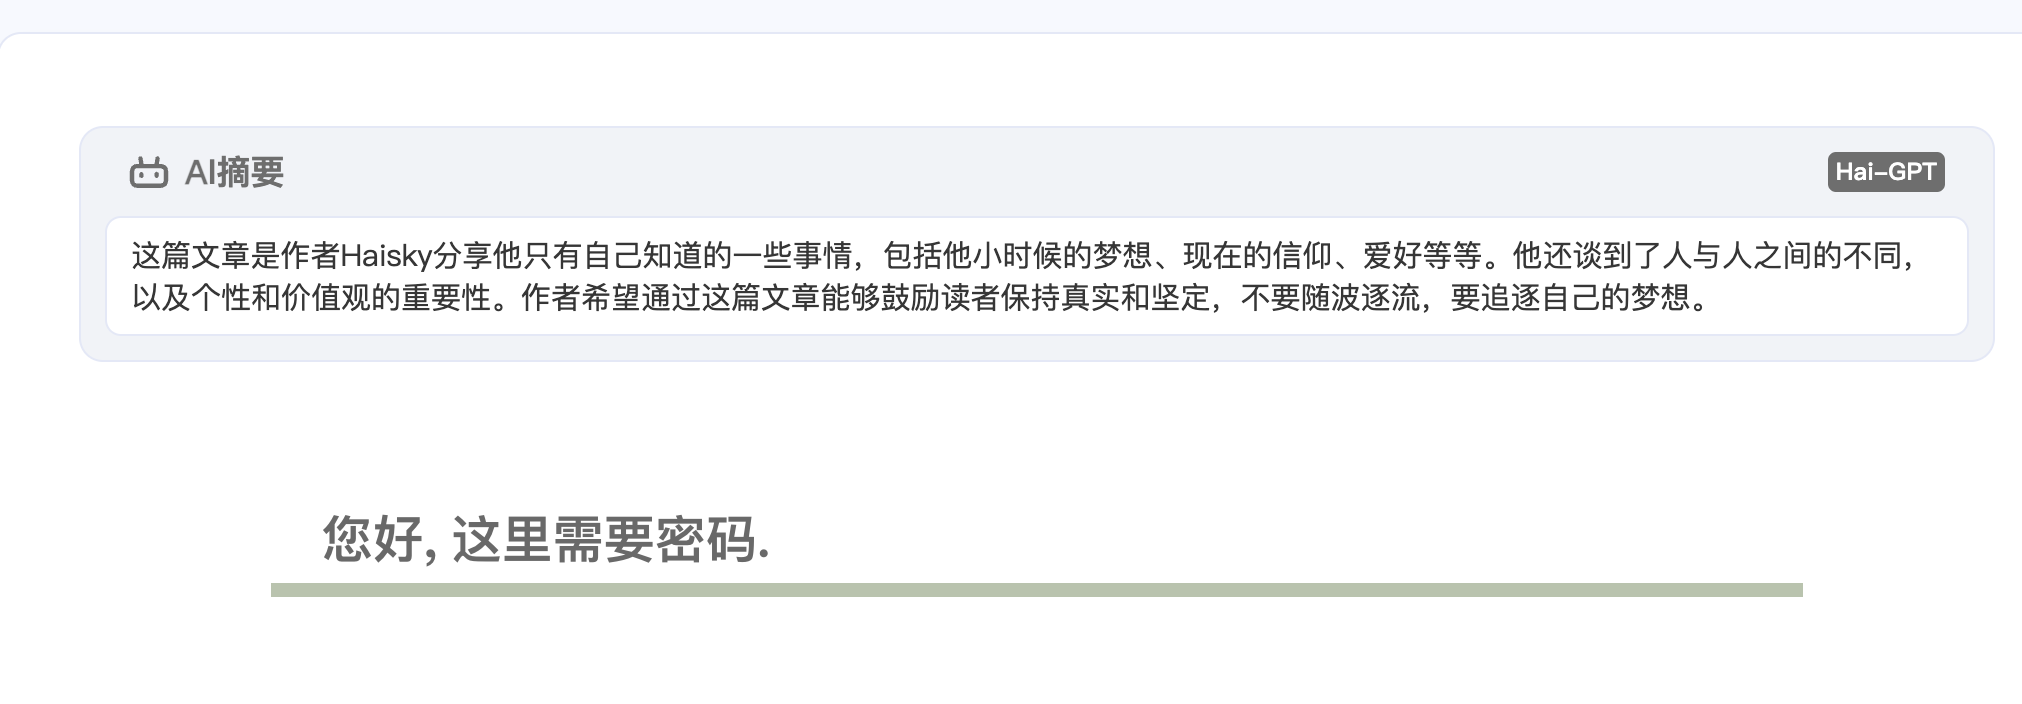 AI摘要
Hai-GPT
这篇文章是作者Haisky分享他只有自己知道的一些事情，包括他小时候的梦想、现在的信仰、爱好等等。他还谈到了人与人之间的不同，
以及个性和价值观的重要性。作者希望通过这篇文章能够鼓励读者保持真实和坚定，不要随波逐流，要追逐自己的梦想。
您好, 这里需要密码.